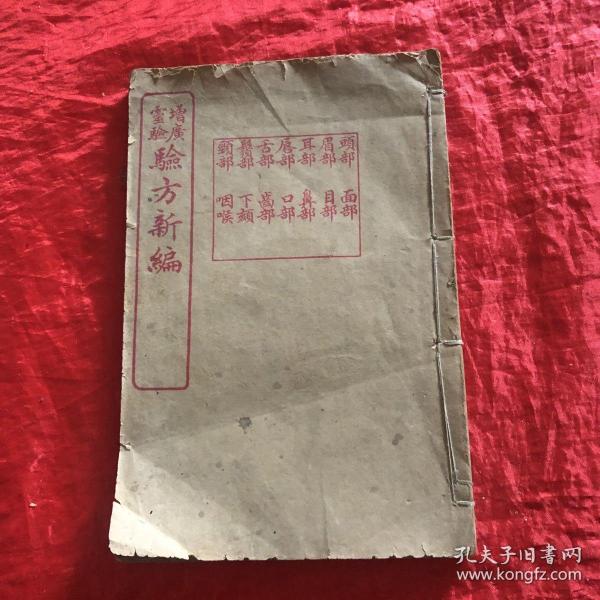 增廣
靈驗
驗方新編
頭部 面部
眉部 目部
耳部 鼻部
唇部 口部
舌部 齒部
鬚部 下頦
頸部 咽喉
孔夫子旧书网
www.kongfz.com